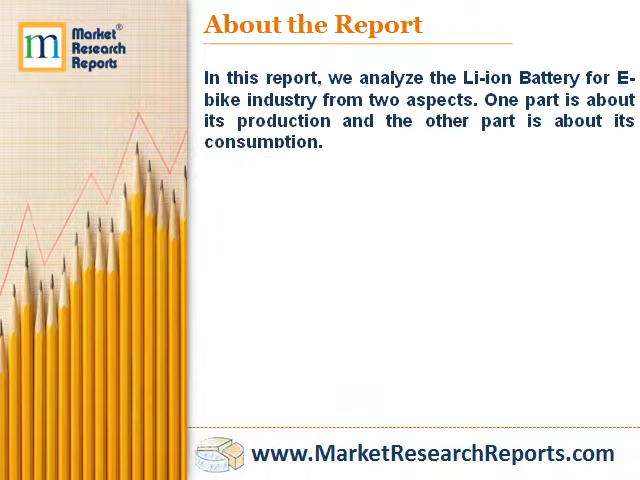 m
Market®
Research
Reports
About the Report
In this report, we analyze the Li-ion Battery for E-
bike industry from two aspects. One part is about
its production and the other part is about its
consumption.
www.MarketResearchReports.com